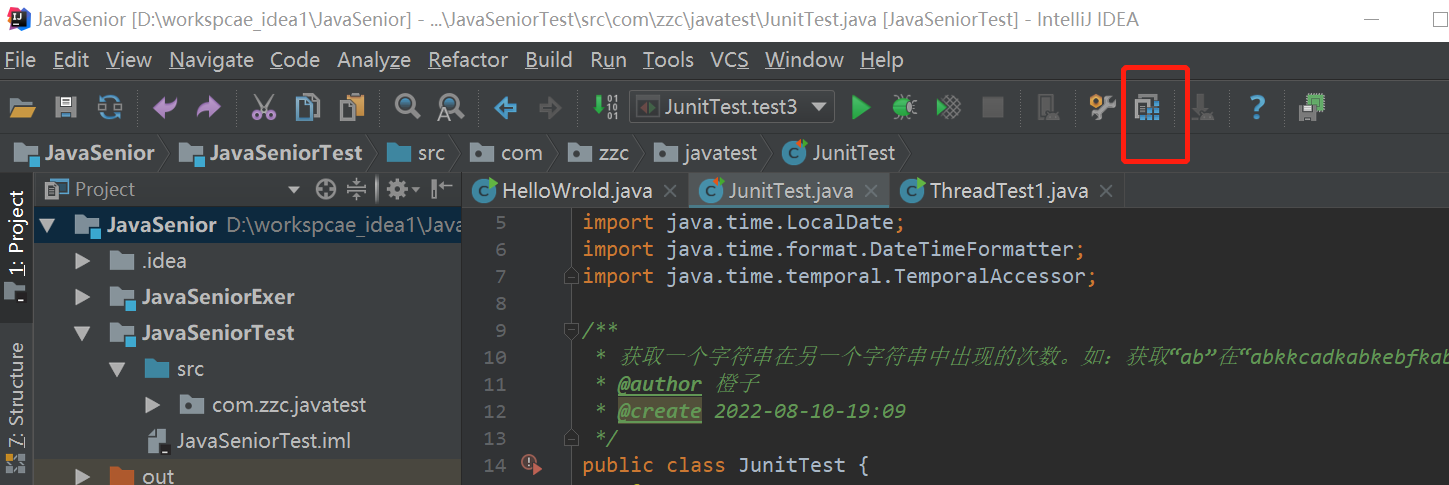 JavaSenior [D:\workspcae_idea1\JavaSenior] - ...\JavaSeniorTest\src\com\zzc\javatest\JunitTest.java [JavaSeniorTest] - IntelliJ IDEA
File Edit View Navigate Code Analyze Refactor Build Run Tools VCS Window Help
JunitTest.test3
JavaSenior JavaSeniorTest src com zzc javatest JunitTest
Project
HelloWrold.java JunitTest.java ThreadTest1.java
1: Project
7: Structure
JavaSenior D:\workspcae_idea1\Java
.idea
JavaSeniorExer
JavaSeniorTest
src
com.zzc.javatest
JavaSeniorTest.iml
out
5 import java.time.LocalDate;
6 import java.time.format.DateTimeFormatter;
7 import java.time.temporal.TemporalAccessor;
8
9 /**
10 * 获取一个字符串在另一个字符串中出现的次数。如：获取“ab”在“abkkcadkabkebfkab
11 * @author 橙子
12 * @create 2022-08-10-19:09
13 */
14 public class JunitTest {